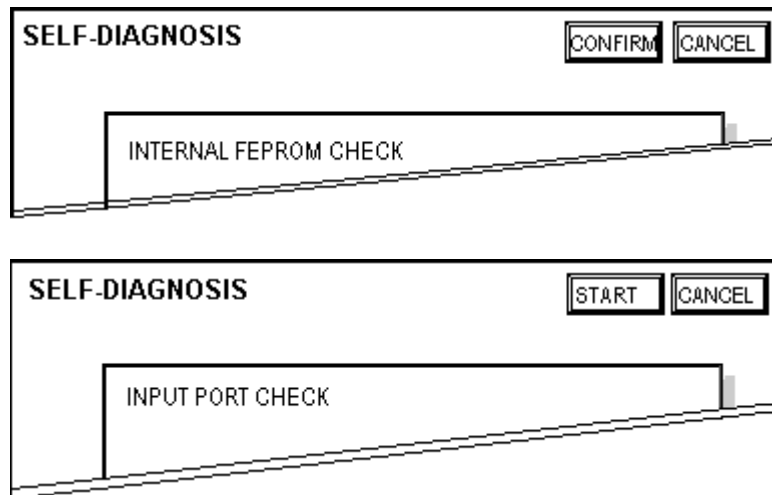 SELF-DIAGNOSIS CONFIRM CANCEL
INTERNAL FEPROM CHECK
SELF-DIAGNOSIS START CANCEL
INPUT PORT CHECK